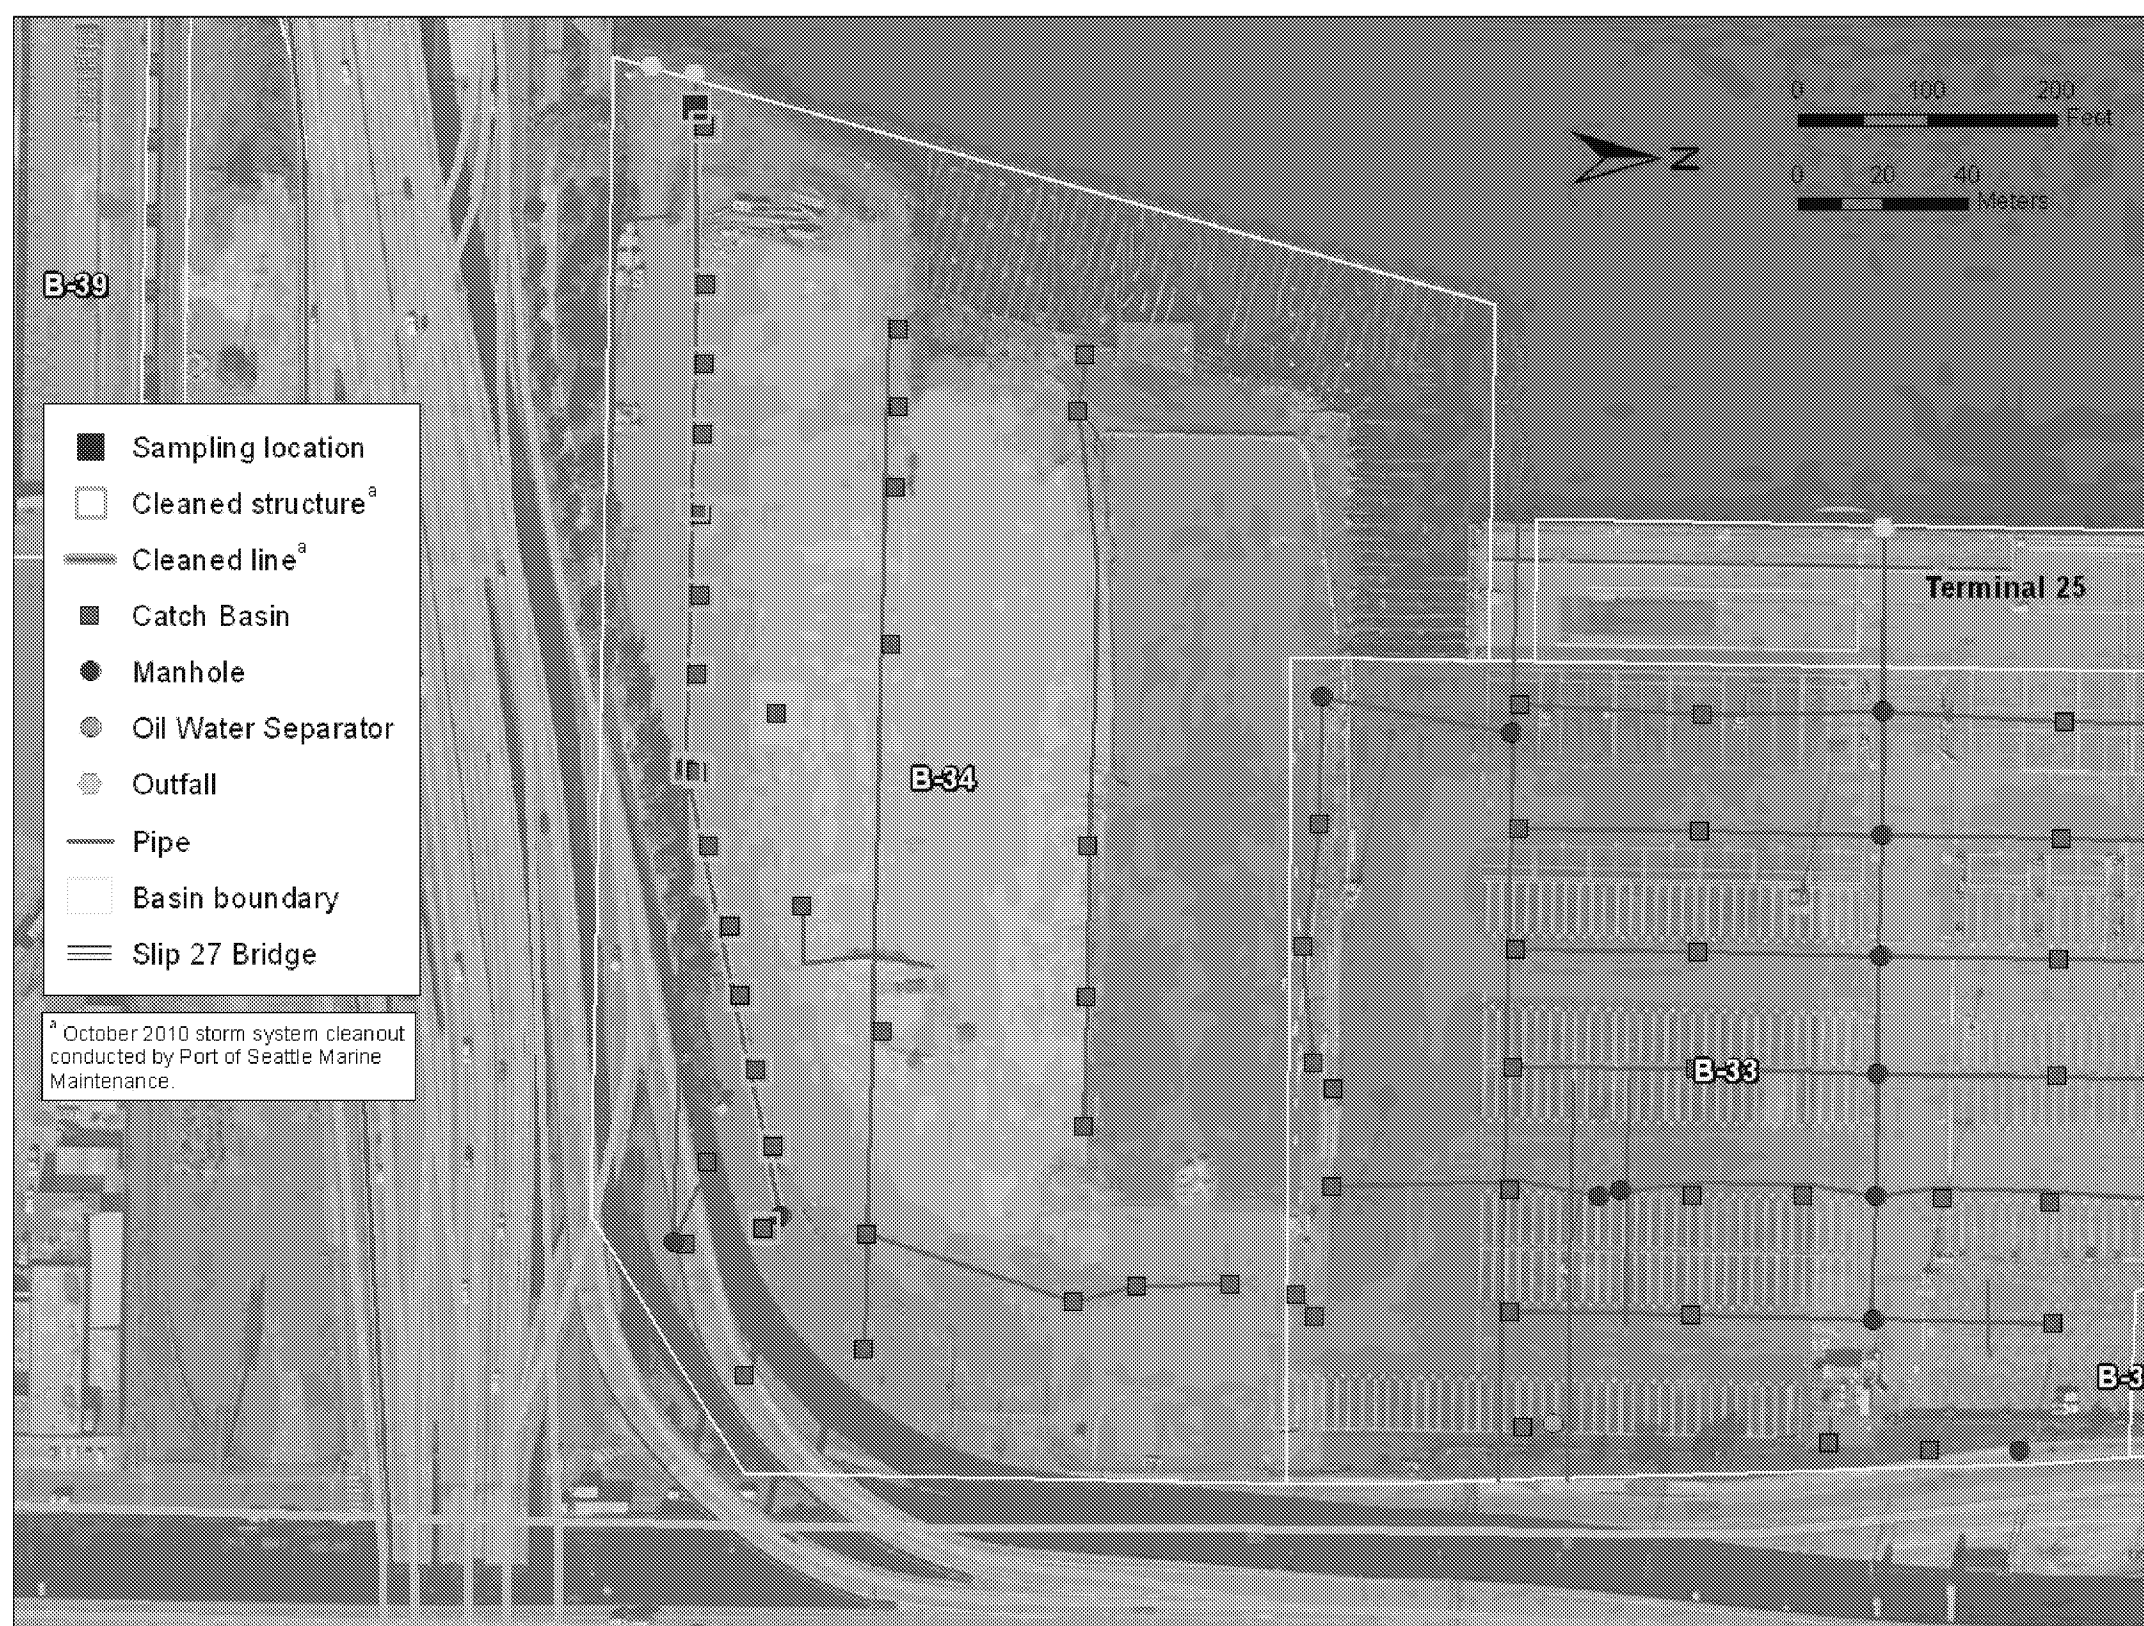 0 100 200
Feet
N
0 20 40
Meters
B-39
Sampling location
Cleaned structure a
Cleaned line a
Catch Basin
Manhole
Oil Water Separator
Outfall
Pipe
Basin boundary
Slip 27 Bridge
a October 2010 storm system cleanout
conducted by Port of Seattle Marine
Maintenance.
Terminal 25
B-34
B-33
B-3